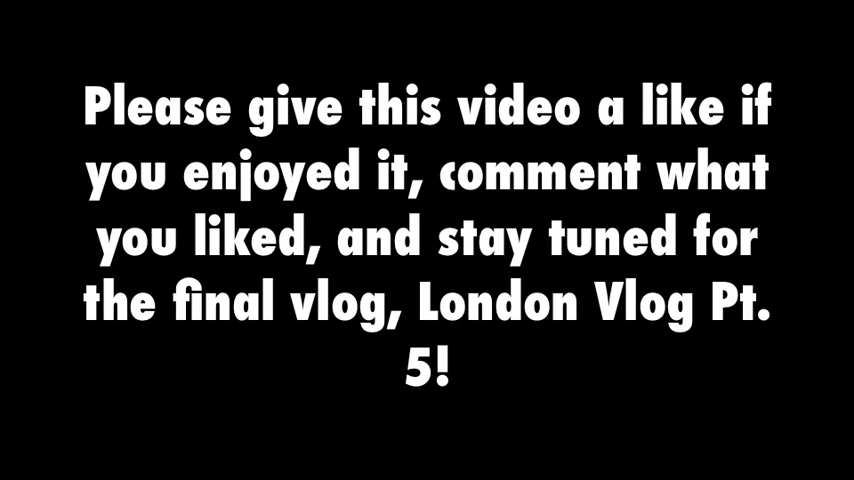 Please give this video a like if
you enjoyed it, comment what
you liked, and stay tuned for
the final vlog, London Vlog Pt.
5!